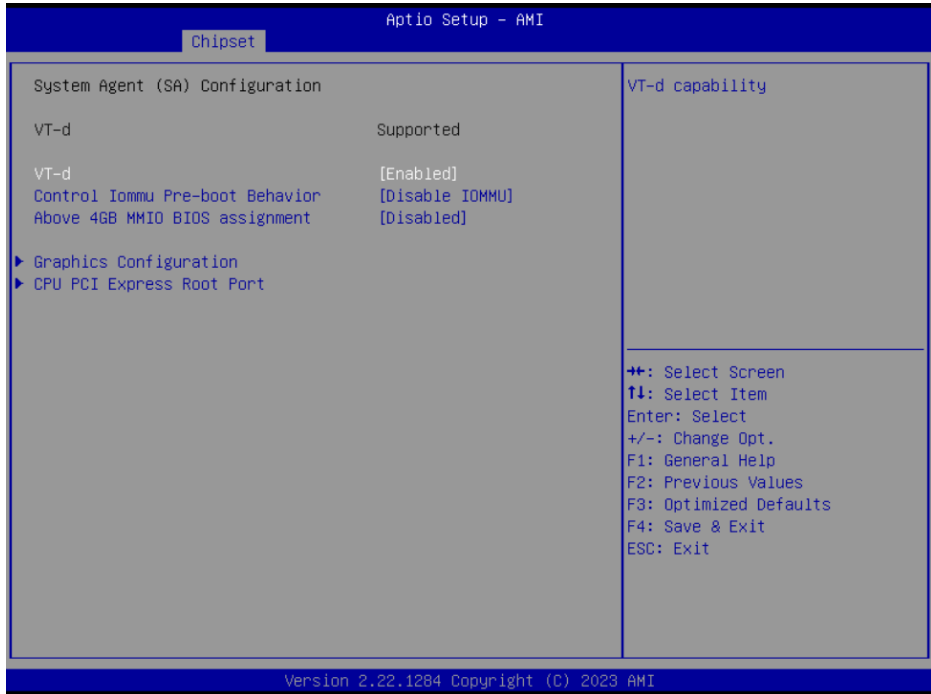 Aptio Setup – AMI
Chipset
System Agent (SA) Configuration
VT-d Supported
VT-d [Enabled]
Control Iommu Pre-boot Behavior [Disable IOMMU]
Above 4GB MMIO BIOS assignment [Disabled]
▶ Graphics Configuration
▶ CPU PCI Express Root Port
VT-d capability
→←: Select Screen
↑↓: Select Item
Enter: Select
+/-: Change Opt.
F1: General Help
F2: Previous Values
F3: Optimized Defaults
F4: Save & Exit
ESC: Exit
Version 2.22.1284 Copyright (C) 2023 AMI